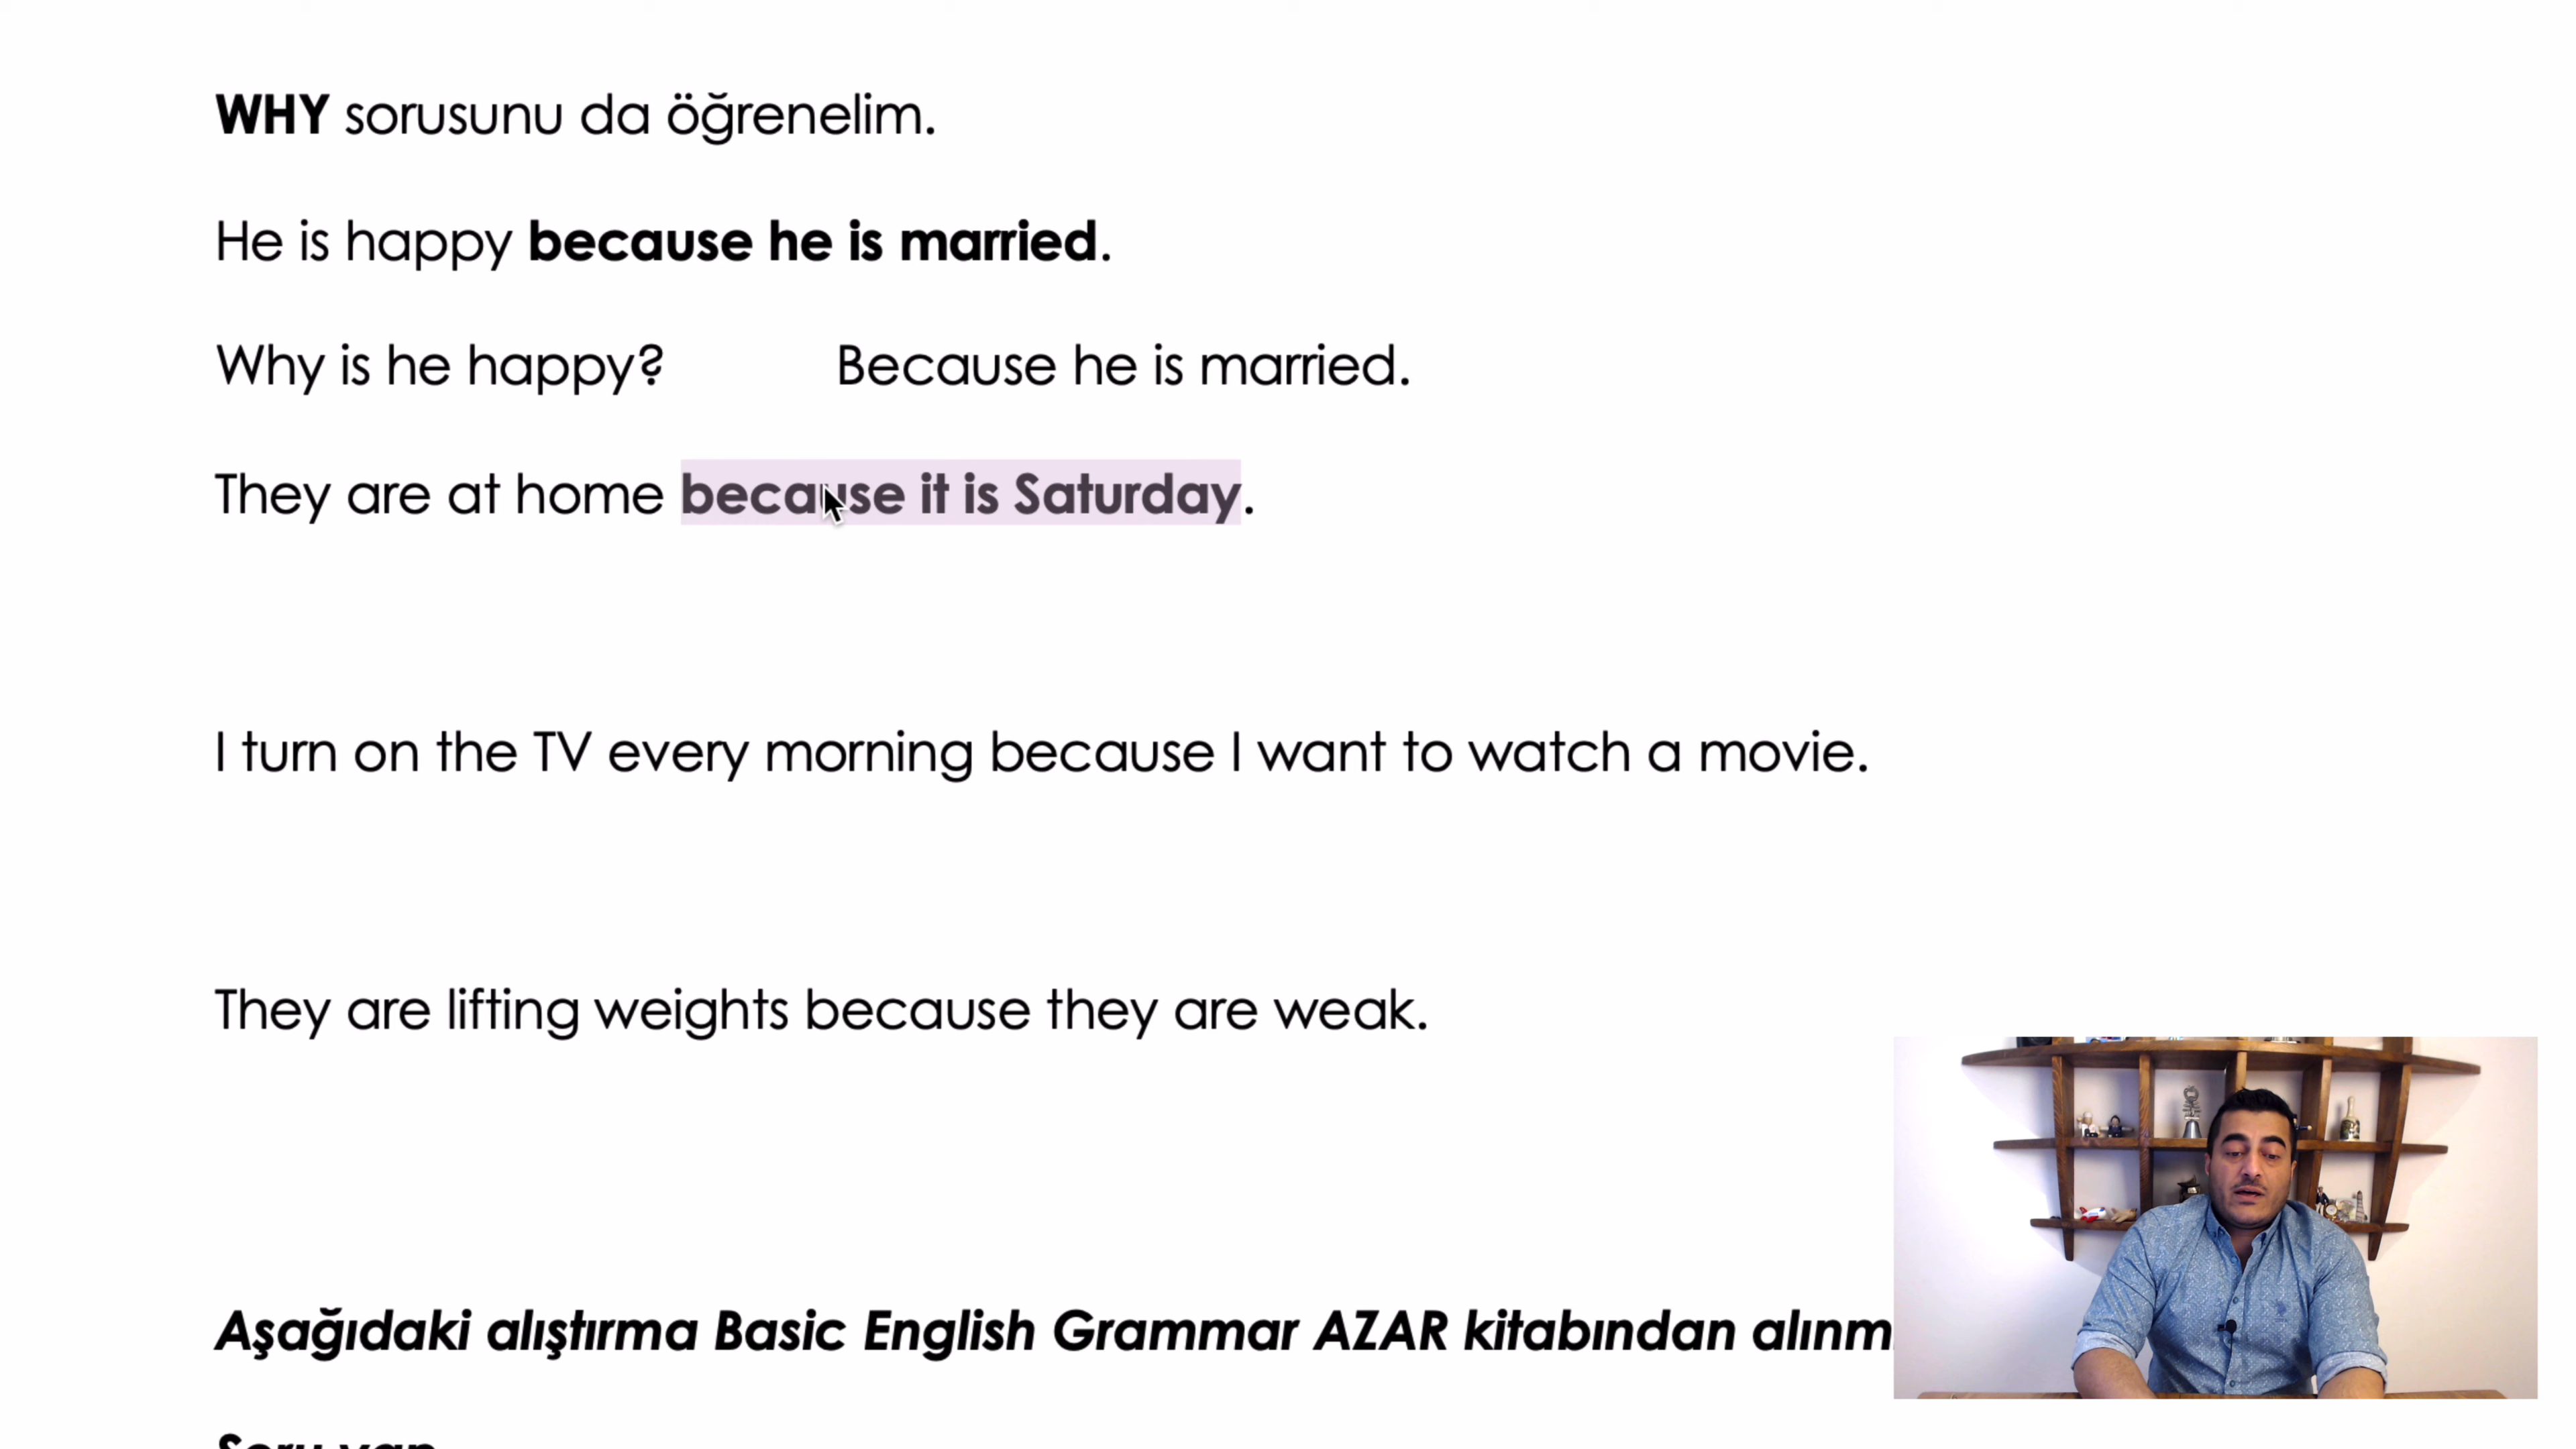 WHY sorusunu da öğrenelim.
He is happy because he is married.
Why is he happy? Because he is married.
They are at home because it is Saturday.
I turn on the TV every morning because I want to watch a movie.
They are lifting weights because they are weak.
Aşağıdaki alıştırma Basic English Grammar AZAR kitabından